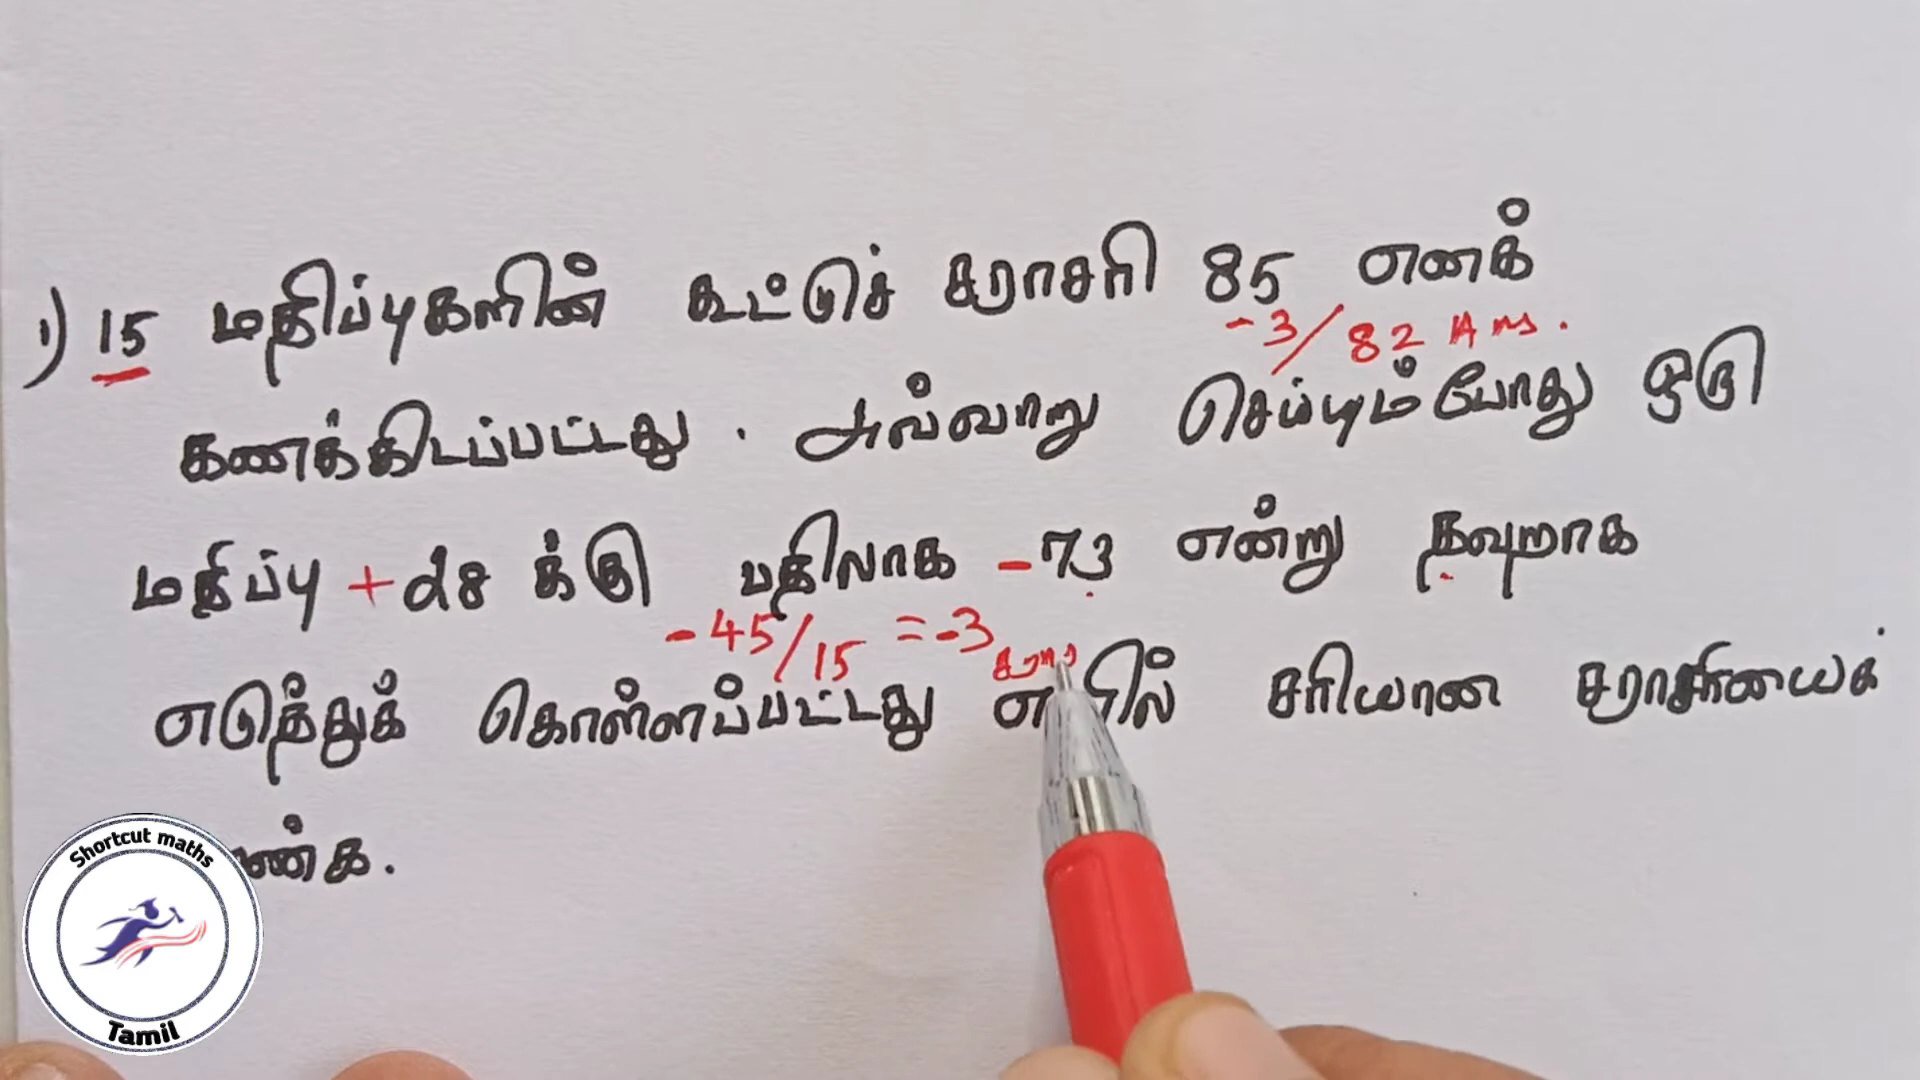 1) 15 மதிப்புகளின் கூட்டுச் சராசரி 85 எனக்
-3/82 Ans.
கணக்கிடப்பட்டது. அவ்வாறு செய்யும்போது ஒரு
மதிப்பு +28 க்கு பதிலாக -73 என்று தவறாக
-45/15 = -3
எடுத்துக் கொள்ளப்பட்டது சரியான சராசரியைக்
Shortcut maths
Tamil